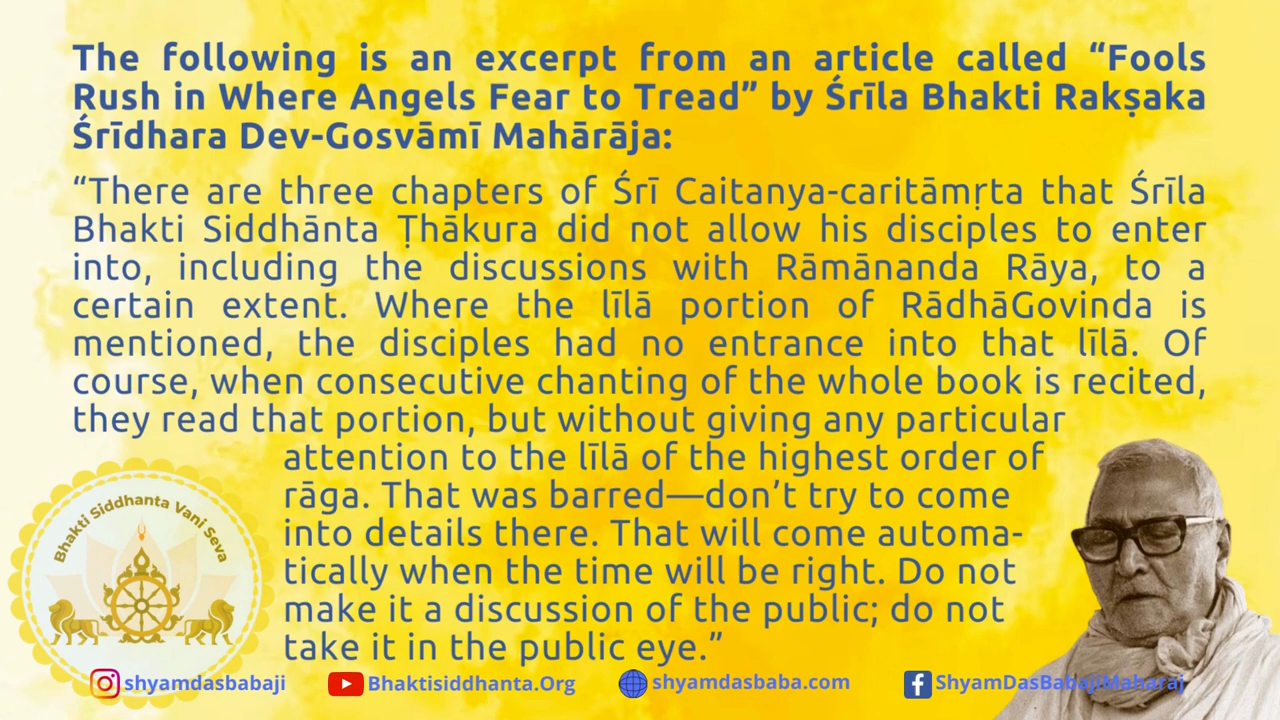 The following is an excerpt from an article called “Fools
Rush in Where Angels Fear to Tread” by Śrīla Bhakti Rakṣaka
Śrīdhara Dev-Gosvāmī Mahārāja:
“There are three chapters of Śrī Caitanya-caritāmṛta that Śrīla
Bhakti Siddhānta Ṭhākura did not allow his disciples to enter
into, including the discussions with Rāmānanda Rāya, to a
certain extent. Where the līlā portion of RādhāGovinda is
mentioned, the disciples had no entrance into that līlā. Of
course, when consecutive chanting of the whole book is recited,
they read that portion, but without giving any particular
attention to the līlā of the highest order of
rāga. That was barred—don’t try to come
into details there. That will come automa-
tically when the time will be right. Do not
make it a discussion of the public; do not
take it in the public eye.”
Bhakti Siddhanta Vani Seva
shyamdasbabaji
Bhaktisiddhanta.Org
shyamdasbaba.com
ShyamDasBabajiMaharaj